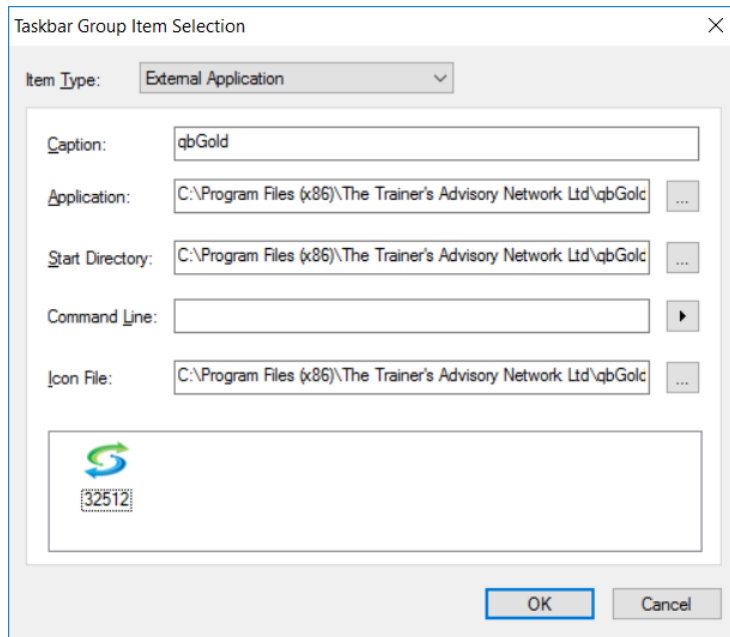 Taskbar Group Item Selection
Item Type: External Application
Caption: qbGold
Application: C:\Program Files (x86)\The Trainer's Advisory Network Ltd\qbGold ...
Start Directory: C:\Program Files (x86)\The Trainer's Advisory Network Ltd\qbGold ...
Command Line:
Icon File: C:\Program Files (x86)\The Trainer's Advisory Network Ltd\qbGold ...
32512
OK Cancel